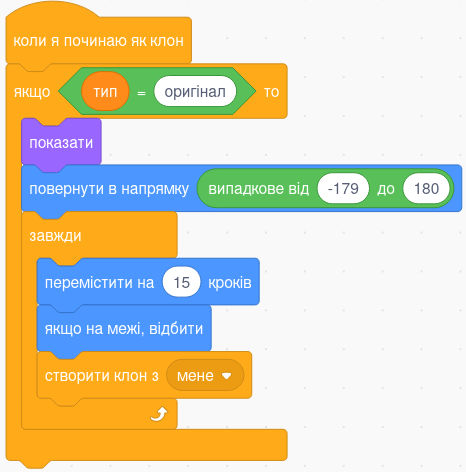 коли я починаю як клон
якщо тип = оригінал то
показати
повернути в напрямку випадкове від -179 до 180
завжди
перемістити на 15 кроків
якщо на межі, відбити
створити клон з мене